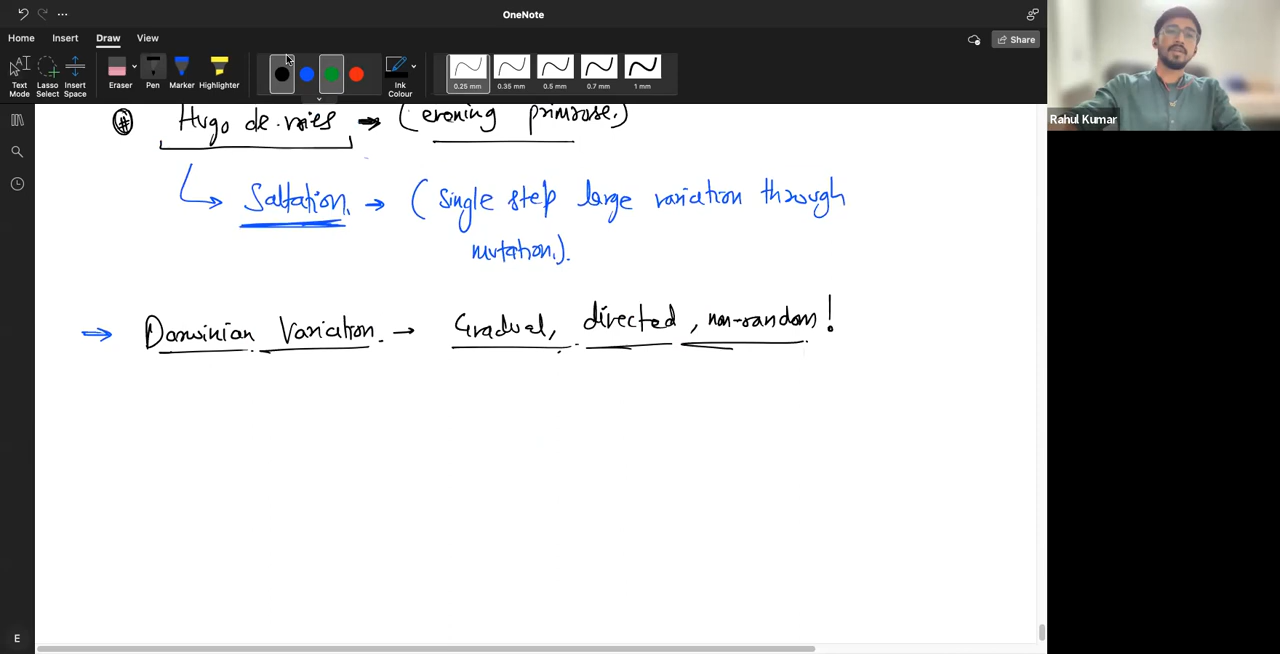 OneNote
Home Insert Draw View
Share
Text Mode
Lasso Select
Insert Space
Eraser
Pen
Marker
Highlighter
Ink Colour
0.25 mm
0.35 mm
0.5 mm
0.7 mm
1 mm
Rahul Kumar
# Hugo de.vries → (evening primrose.)
↳ Saltation. → (single step large variation through
mutation.).
⇒ Darwinian Variation. → Gradual, directed, non-random!
E